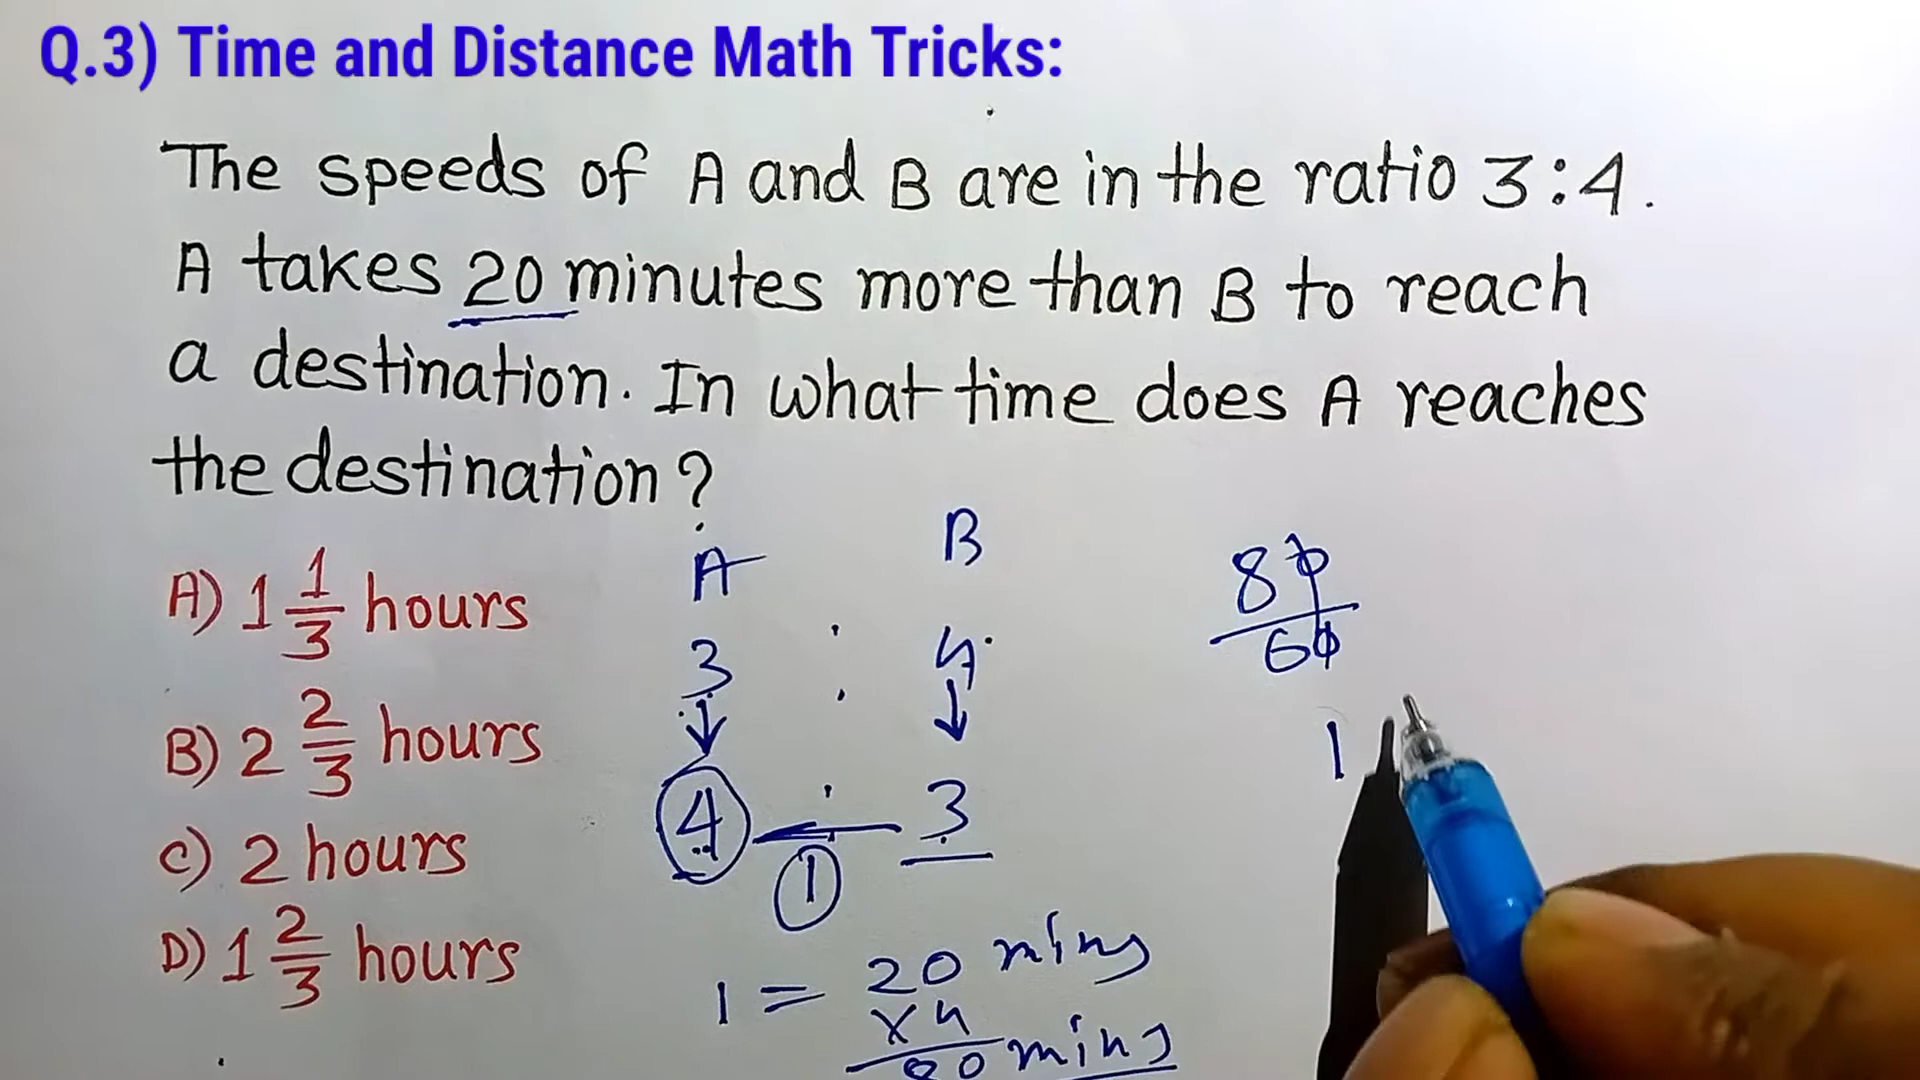 Q.3) Time and Distance Math Tricks:
The speeds of A and B are in the ratio 3:4.
A takes 20 minutes more than B to reach
a destination. In what time does A reaches
the destination?
A) 1 1/3 hours
B) 2 2/3 hours
C) 2 hours
D) 1 2/3 hours
A B
3 : 4
4 : 3
1
1 = 20 mins
x4
80 mins
80/60
1